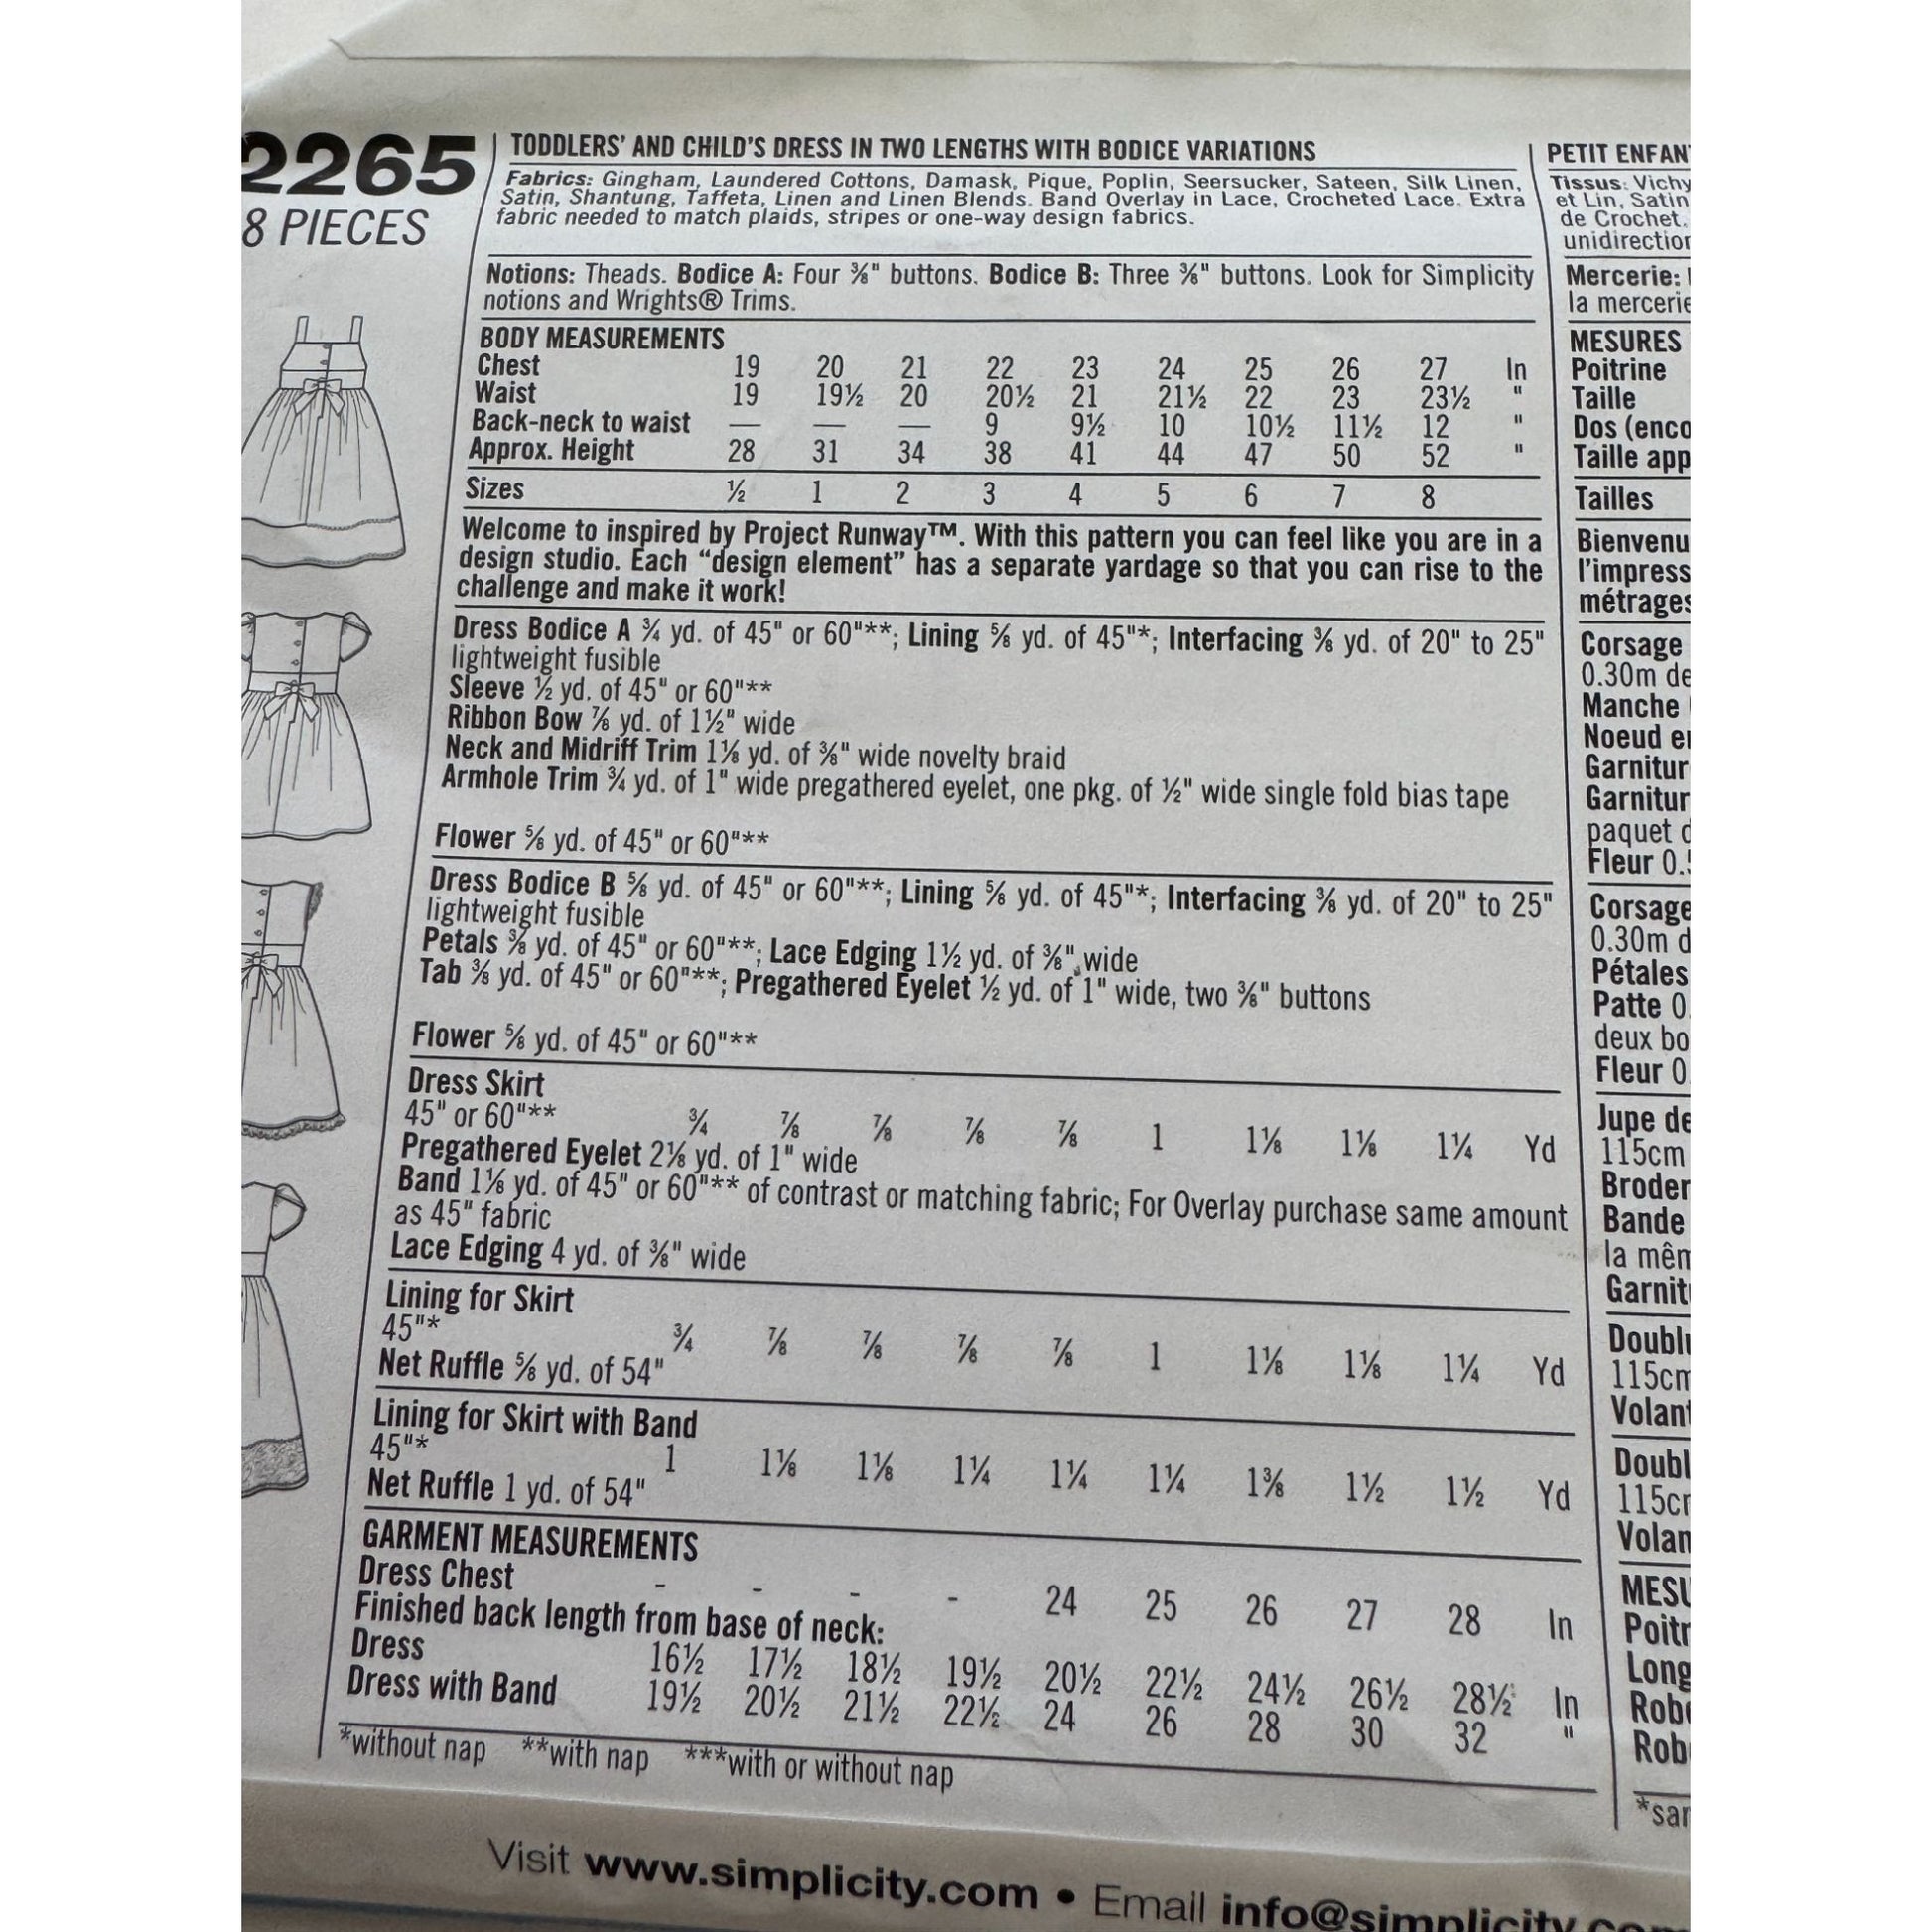 2265
8 PIECES
TODDLERS' AND CHILD'S DRESS IN TWO LENGTHS WITH BODICE VARIATIONS
Fabrics: Gingham, Laundered Cottons, Damask, Pique, Poplin, Seersucker, Sateen, Silk Linen,
Satin, Shantung, Taffeta, Linen and Linen Blends. Band Overlay in Lace, Crocheted Lace. Extra
fabric needed to match plaids, stripes or one-way design fabrics.
Notions: Theads. Bodice A: Four ⅜" buttons. Bodice B: Three ⅜" buttons. Look for Simplicity
notions and Wrights® Trims.
BODY MEASUREMENTS
Chest 19 20 21 22 23 24 25 26 27 In
Waist 19 19½ 20 20½ 21 21½ 22 23 23½ "
Back-neck to waist — — — 9 9½ 10 10½ 11½ 12 "
Approx. Height 28 31 34 38 41 44 47 50 52 "
Sizes ½ 1 2 3 4 5 6 7 8
Welcome to inspired by Project Runway™. With this pattern you can feel like you are in a
design studio. Each “design element” has a separate yardage so that you can rise to the
challenge and make it work!
Dress Bodice A ¾ yd. of 45" or 60"**; Lining ⅝ yd. of 45"*; Interfacing ⅜ yd. of 20" to 25"
lightweight fusible
Sleeve ½ yd. of 45" or 60"**
Ribbon Bow ⅞ yd. of 1½" wide
Neck and Midriff Trim 1⅛ yd. of ⅜" wide novelty braid
Armhole Trim ¾ yd. of 1" wide pregathered eyelet, one pkg. of ½" wide single fold bias tape
Flower ⅝ yd. of 45" or 60"**
Dress Bodice B ⅝ yd. of 45" or 60"**; Lining ⅝ yd. of 45"*; Interfacing ⅜ yd. of 20" to 25"
lightweight fusible
Petals ⅜ yd. of 45" or 60"**; Lace Edging 1½ yd. of ⅜" wide
Tab ⅜ yd. of 45" or 60"**; Pregathered Eyelet ½ yd. of 1" wide, two ⅜" buttons
Flower ⅝ yd. of 45" or 60"**
Dress Skirt
45" or 60"** ¾ ⅞ ⅞ ⅞ ⅞ 1 1⅛ 1⅛ 1¼ Yd
Pregathered Eyelet 2⅛ yd. of 1" wide
Band 1⅛ yd. of 45" or 60"** of contrast or matching fabric; For Overlay purchase same amount
as 45" fabric
Lace Edging 4 yd. of ⅜" wide
Lining for Skirt
45"* ¾ ⅞ ⅞ ⅞ ⅞ 1 1⅛ 1⅛ 1¼ Yd
Net Ruffle ⅝ yd. of 54"
Lining for Skirt with Band
45"* 1 1⅛ 1⅛ 1¼ 1¼ 1¼ 1⅜ 1½ 1½ Yd
Net Ruffle 1 yd. of 54"
GARMENT MEASUREMENTS
Dress Chest - - - - 24 25 26 27 28 In
Finished back length from base of neck:
Dress 16½ 17½ 18½ 19½ 20½ 22½ 24½ 26½ 28½ In
Dress with Band 19½ 20½ 21½ 22½ 24 26 28 30 32 "
*without nap **with nap ***with or without nap
PETIT ENFAN
Tissus: Vichy
et Lin, Satin
de Crochet.
unidirection
Mercerie:
la mercerie
MESURES
Poitrine
Taille
Dos (enco
Taille app
Tailles
Bienvenu
l'impress
métrages
Corsage
0.30m de
Manche
Noeud e
Garnitur
Garnitur
paquet d
Fleur 0.
Corsage
0.30m d
Pétales
Patte 0
deux bo
Fleur 0
Jupe de
115cm
Broder
Bande
la mêm
Garnit
Doubl
115cm
Volant
Doubl
115c
Volan
MESU
Poitr
Long
Rob
Rob
*sa
Visit www.simplicity.com • Email info@simplicity.com